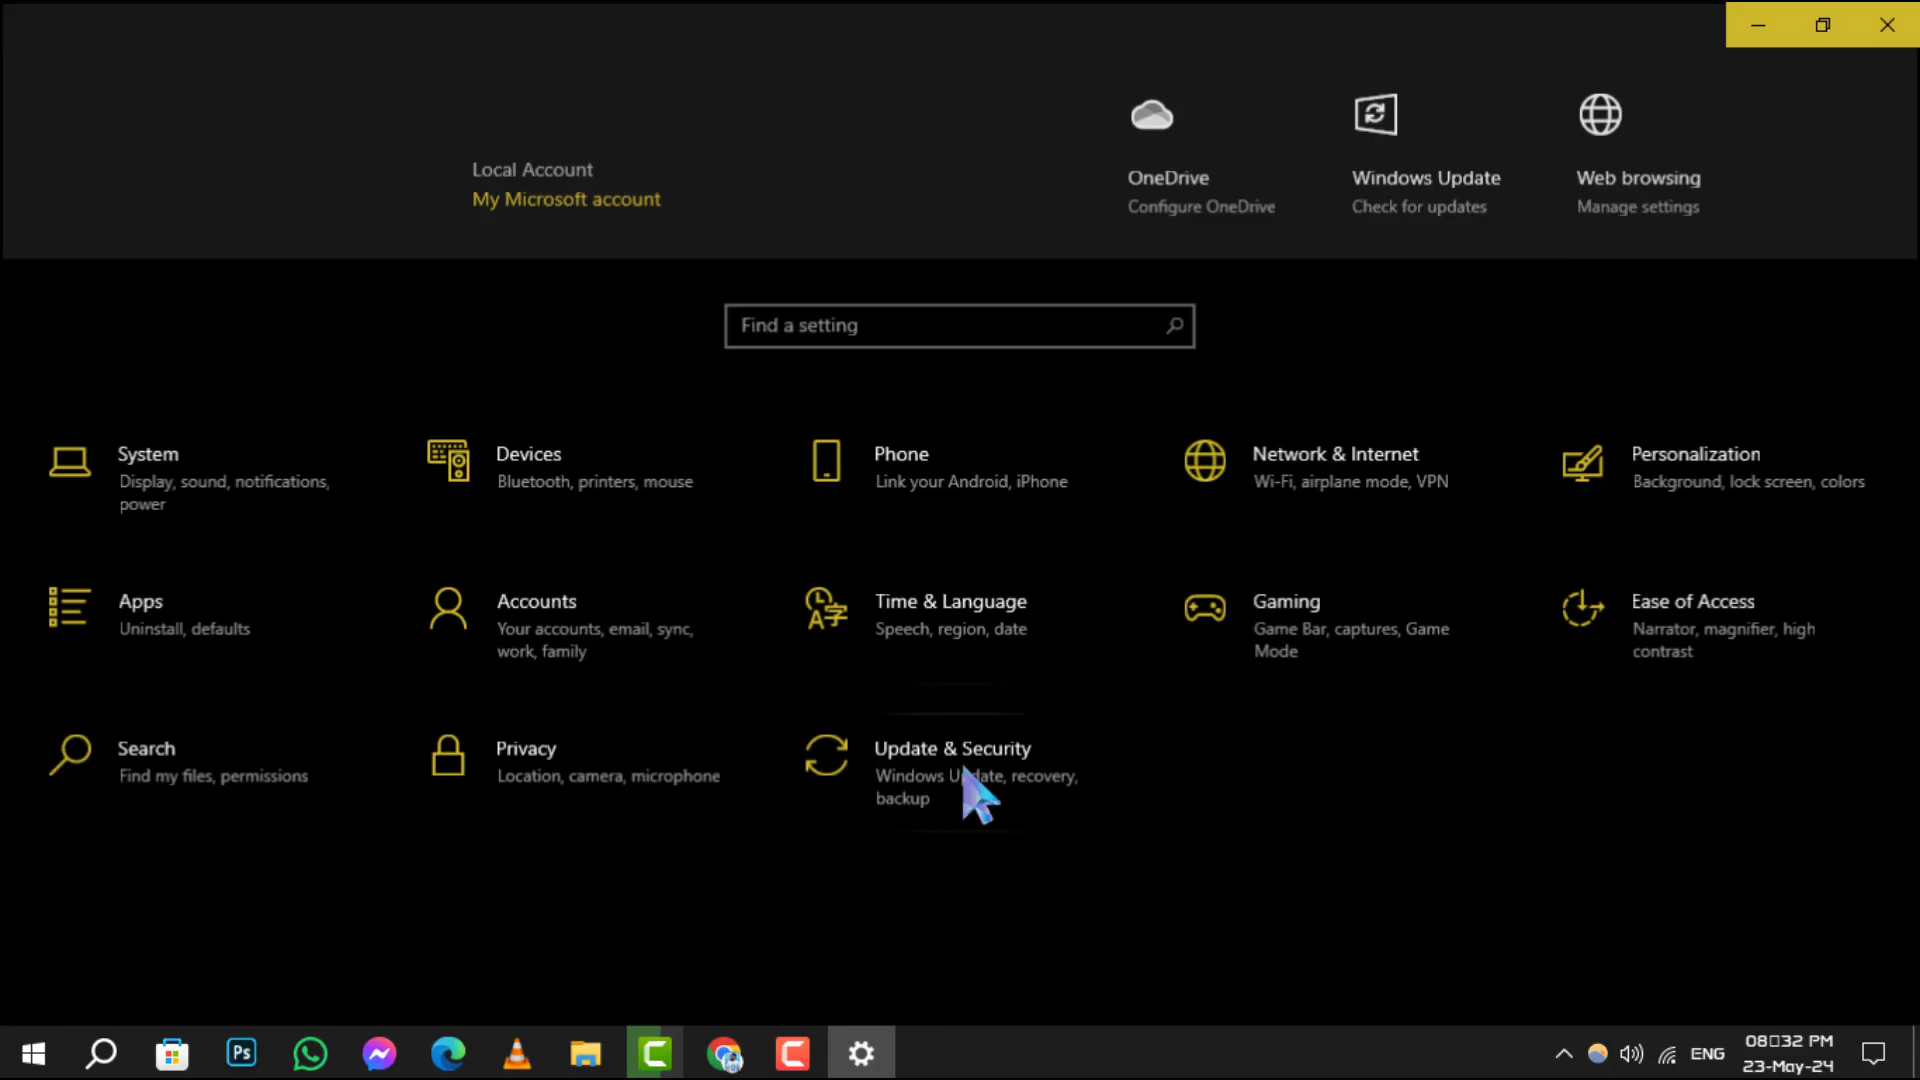 Local Account
My Microsoft account
OneDrive
Configure OneDrive
Windows Update
Check for updates
Web browsing
Manage settings
Find a setting
System
Display, sound, notifications,
power
Devices
Bluetooth, printers, mouse
Phone
Link your Android, iPhone
Network & Internet
Wi-Fi, airplane mode, VPN
Personalization
Background, lock screen, colors
Apps
Uninstall, defaults
Accounts
Your accounts, email, sync,
work, family
Time & Language
Speech, region, date
Gaming
Game Bar, captures, Game
Mode
Ease of Access
Narrator, magnifier, high
contrast
Search
Find my files, permissions
Privacy
Location, camera, microphone
Update & Security
Windows Update, recovery,
backup
Ps
ENG
08□32 PM
23-May-24